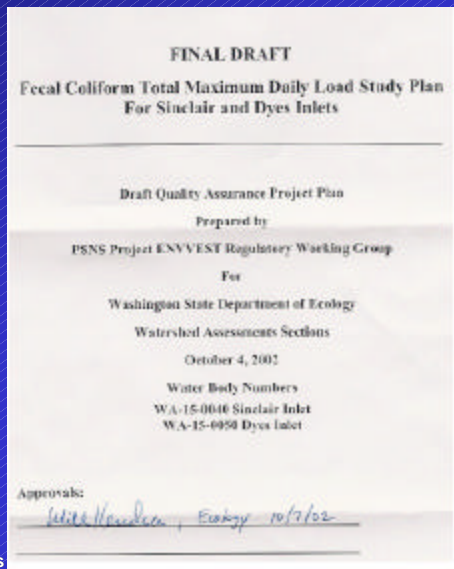 FINAL DRAFT
Fecal Coliform Total Maximum Daily Load Study Plan
For Sinclair and Dyes Inlets
Draft Quality Assurance Project Plan
Prepared by
PSNS Project ENVVEST Regulatory Working Group
For
Washington State Department of Ecology
Watershed Assessments Sections
October 4, 2002
Water Body Numbers
WA-15-0040 Sinclair Inlet
WA-15-0050 Dyes Inlet
Approvals:
, Ecology 10/7/02
s